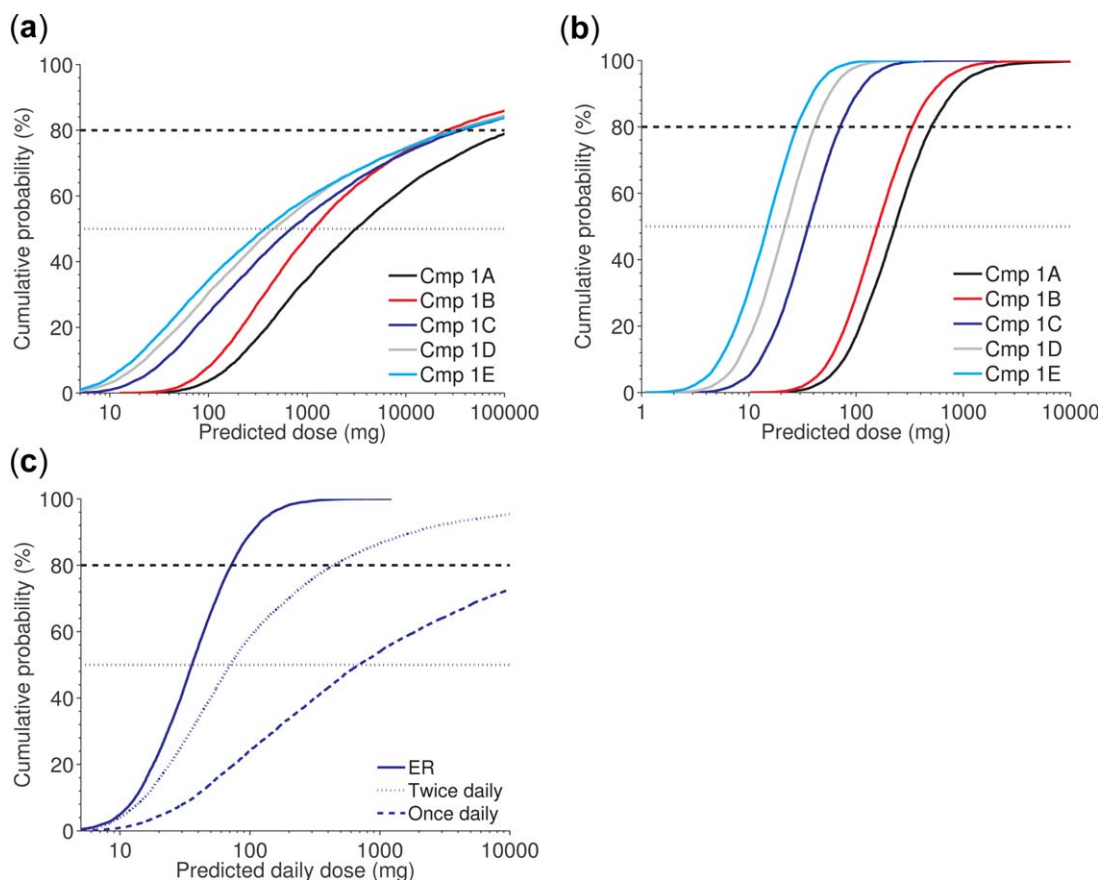 (a)
100
80
60
40
20
0
Cumulative probability (%)
Cmp 1A
Cmp 1B
Cmp 1C
Cmp 1D
Cmp 1E
10 100 1000 10000 100000
Predicted dose (mg)
(b)
100
80
60
40
20
0
Cumulative probability (%)
Cmp 1A
Cmp 1B
Cmp 1C
Cmp 1D
Cmp 1E
1 10 100 1000 10000
Predicted dose (mg)
(c)
100
80
60
40
20
0
Cumulative probability (%)
ER
Twice daily
Once daily
10 100 1000 10000
Predicted daily dose (mg)